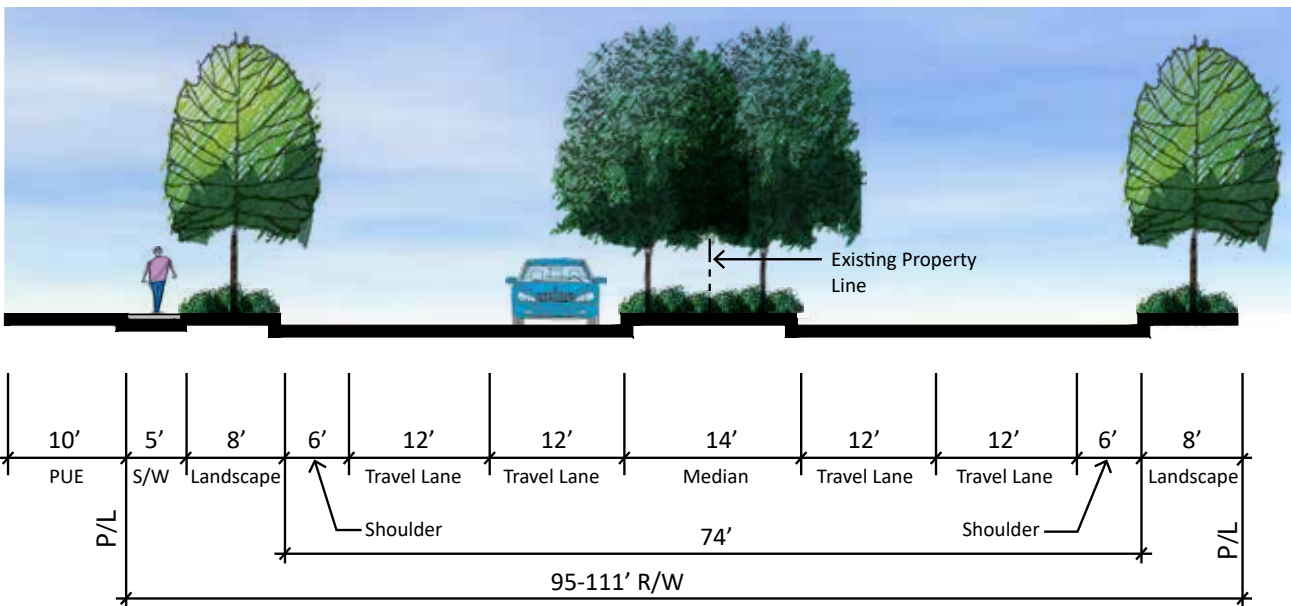 Existing Property
Line
10’ 5’ 8’ 6’ 12’ 12’ 14’ 12’ 12’ 6’ 8’
PUE S/W Landscape Travel Lane Travel Lane Median Travel Lane Travel Lane Landscape
Shoulder Shoulder
P/L P/L
74’
95-111’ R/W